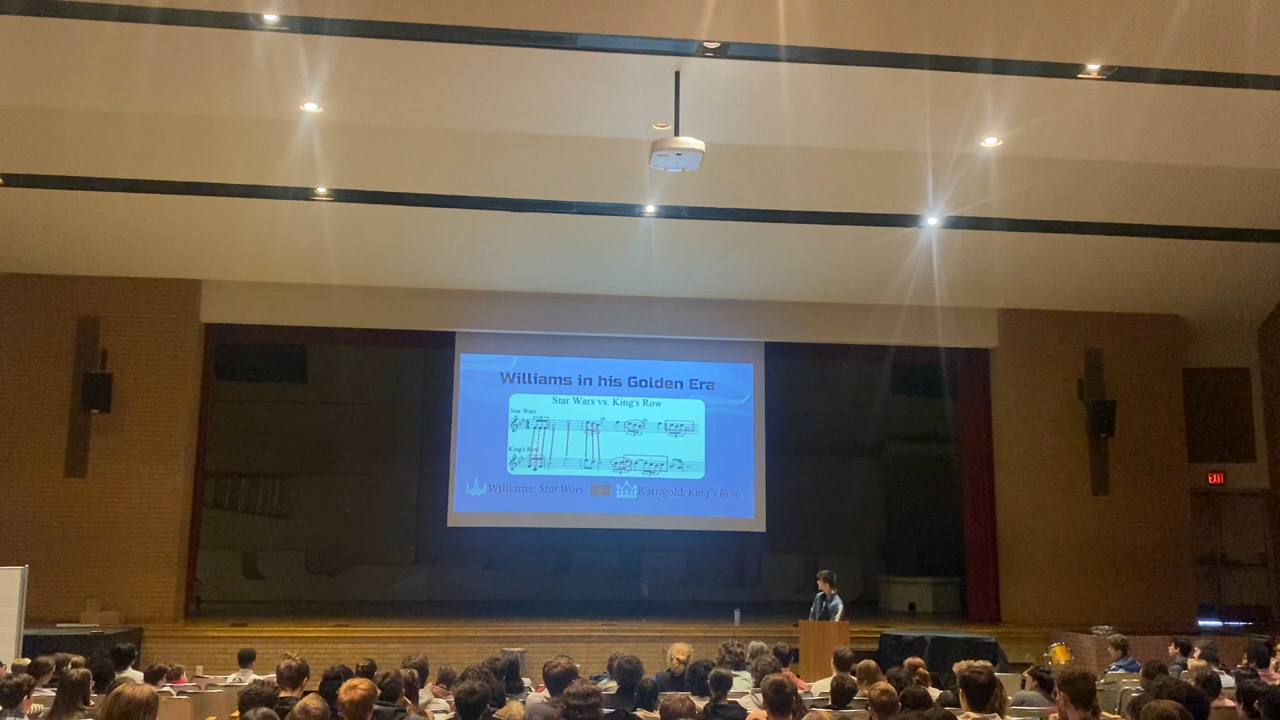 Williams in his Golden Era
Star Wars vs. King's Row
Star Wars
King's Row
Williams: Star Wars
Korngold, King's Row
EXIT